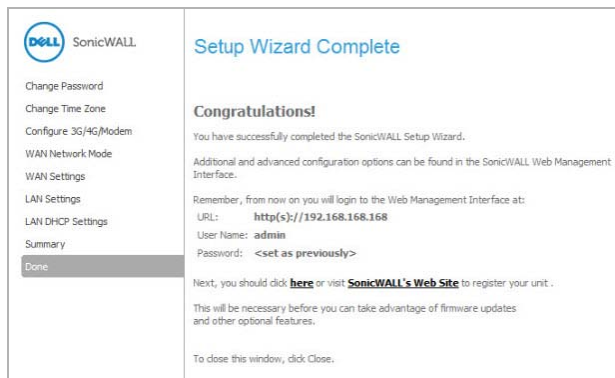 DELL SonicWALL
Change Password
Change Time Zone
Configure 3G/4G/Modem
WAN Network Mode
WAN Settings
LAN Settings
LAN DHCP Settings
Summary
Done
Setup Wizard Complete
Congratulations!
You have successfully completed the SonicWALL Setup Wizard.
Additional and advanced configuration options can be found in the SonicWALL Web Management
Interface.
Remember, from now on you will login to the Web Management Interface at:
URL: http(s)://192.168.168.168
User Name: admin
Password: <set as previously>
Next, you should click here or visit SonicWALL's Web Site to register your unit .
This will be necessary before you can take advantage of firmware updates
and other optional features.
To close this window, click Close.